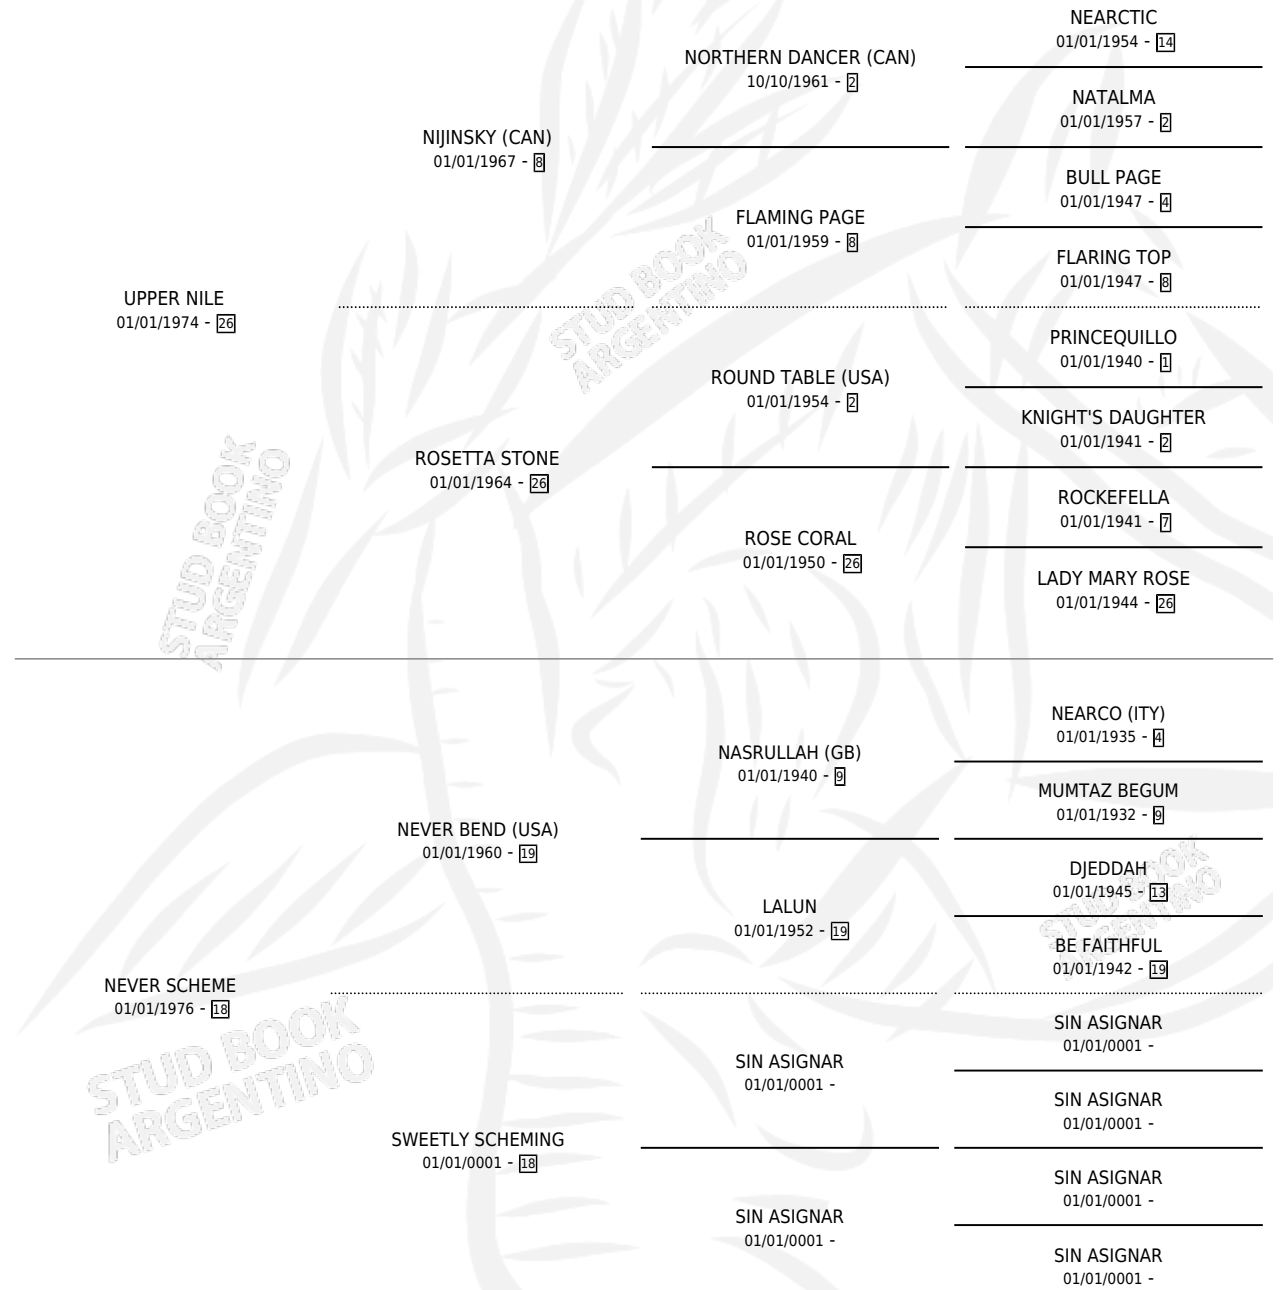 NEARCTIC
01/01/1954 - 14
NORTHERN DANCER (CAN)
10/10/1961 - 2
NATALMA
01/01/1957 - 2
NIJINSKY (CAN)
01/01/1967 - 8
BULL PAGE
01/01/1947 - 4
FLAMING PAGE
01/01/1959 - 8
FLARING TOP
01/01/1947 - 8
UPPER NILE
01/01/1974 - 26
PRINCEQUILLO
01/01/1940 - 1
ROUND TABLE (USA)
01/01/1954 - 2
KNIGHT'S DAUGHTER
01/01/1941 - 2
ROSETTA STONE
01/01/1964 - 26
ROCKEFELLA
01/01/1941 - 7
ROSE CORAL
01/01/1950 - 26
LADY MARY ROSE
01/01/1944 - 26
STUD BOOK
ARGENTINO
STUD BOOK
ARGENTINO
NEARCO (ITY)
01/01/1935 - 4
NASRULLAH (GB)
01/01/1940 - 9
MUMTAZ BEGUM
01/01/1932 - 9
NEVER BEND (USA)
01/01/1960 - 19
DJEDDAH
01/01/1945 - 13
LALUN
01/01/1952 - 19
BE FAITHFUL
01/01/1942 - 19
STUD BOOK
ARGENTINO
NEVER SCHEME
01/01/1976 - 18
SIN ASIGNAR
01/01/0001 -
SIN ASIGNAR
01/01/0001 -
SIN ASIGNAR
01/01/0001 -
SWEETLY SCHEMING
01/01/0001 - 18
SIN ASIGNAR
01/01/0001 -
SIN ASIGNAR
01/01/0001 -
SIN ASIGNAR
01/01/0001 -
STUD BOOK
ARGENTINO